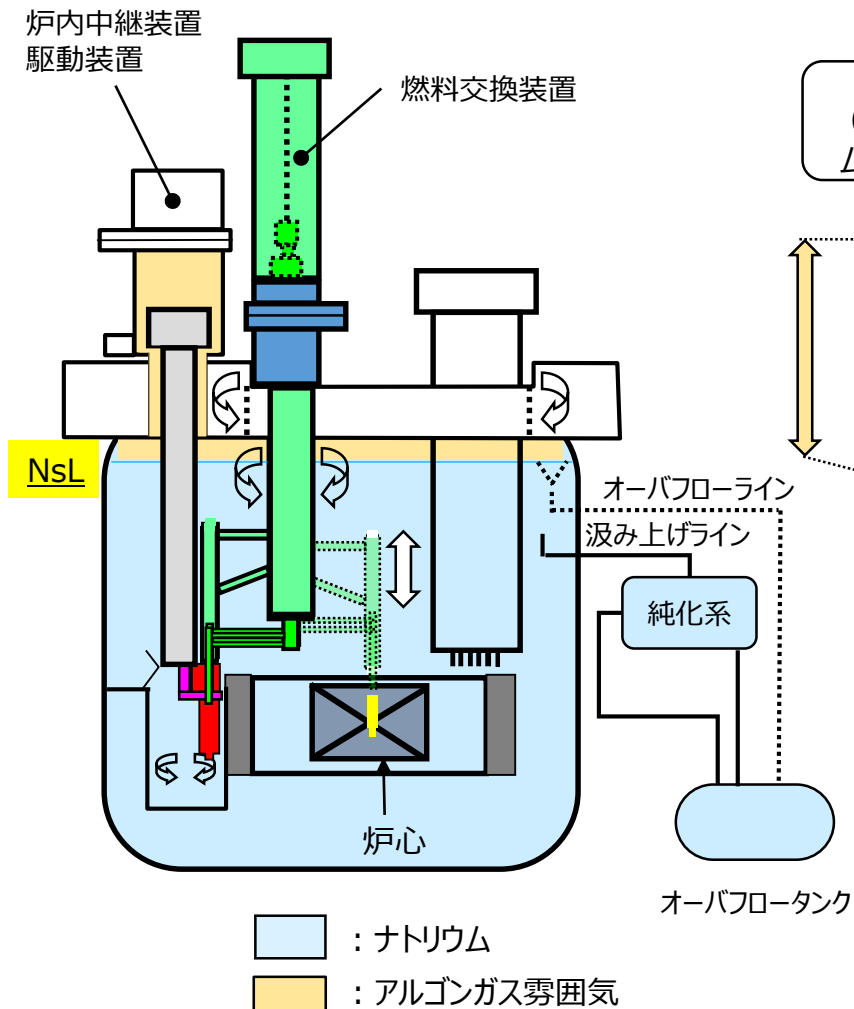 炉内中継装置
駆動装置
燃料交換装置
NsL
オーバフローライン
汲み上げライン
純化系
炉心
オーバフロータンク
：ナトリウム
：アルゴンガス雰囲気